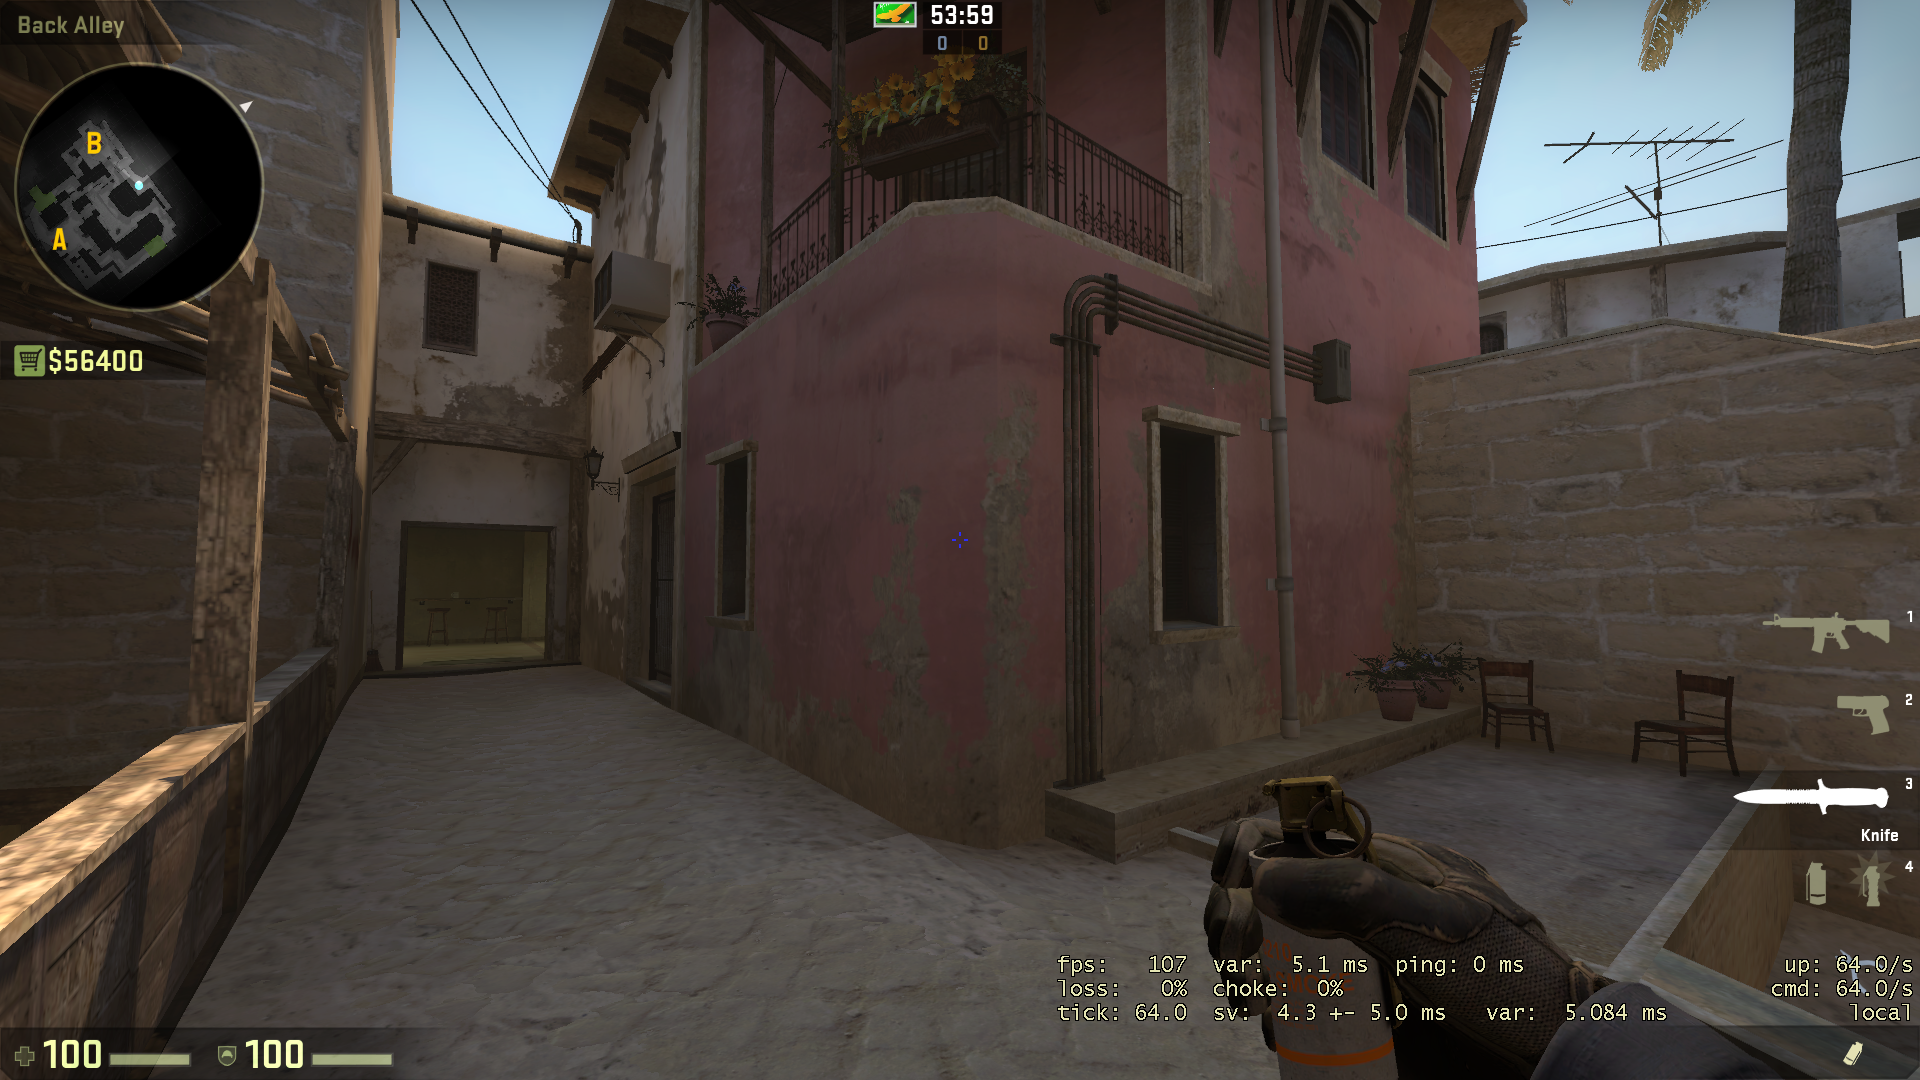 Back Alley
53:59
0 0
B
A
$56400
1
2
3
Knife
4
fps: 107 var: 5.1 ms ping: 0 ms
loss: 0% choke: 0%
tick: 64.0 sv: 4.3 +- 5.0 ms var: 5.084 ms
up: 64.0/s
cmd: 64.0/s
local
100
100